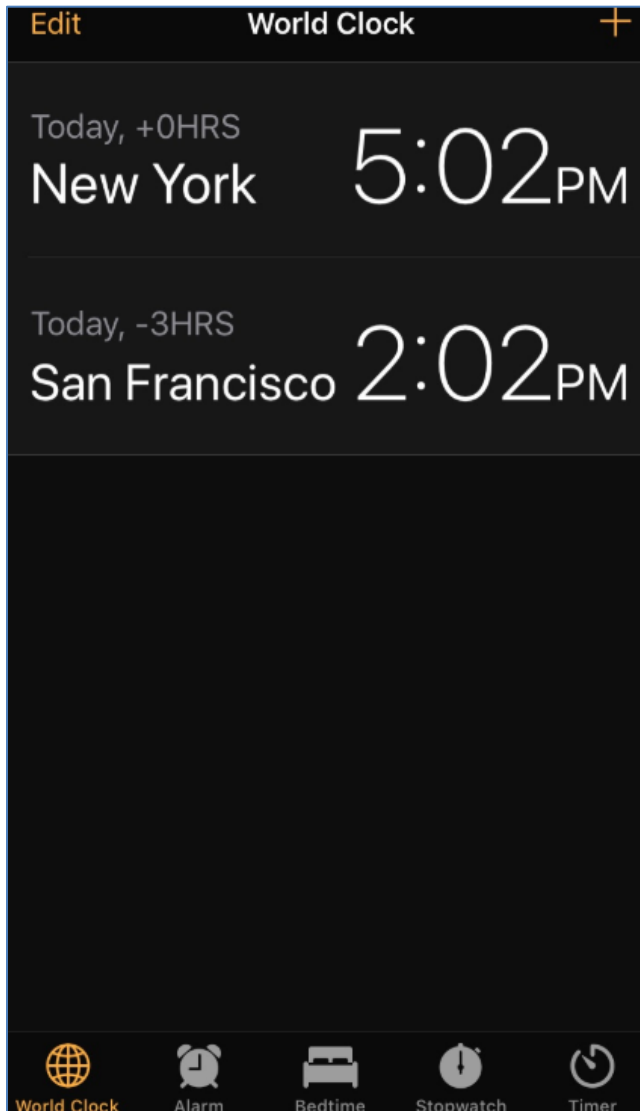 Edit World Clock +
Today, +0HRS
New York 5:02PM
Today, -3HRS
San Francisco 2:02PM
World Clock Alarm Bedtime Stopwatch Timer